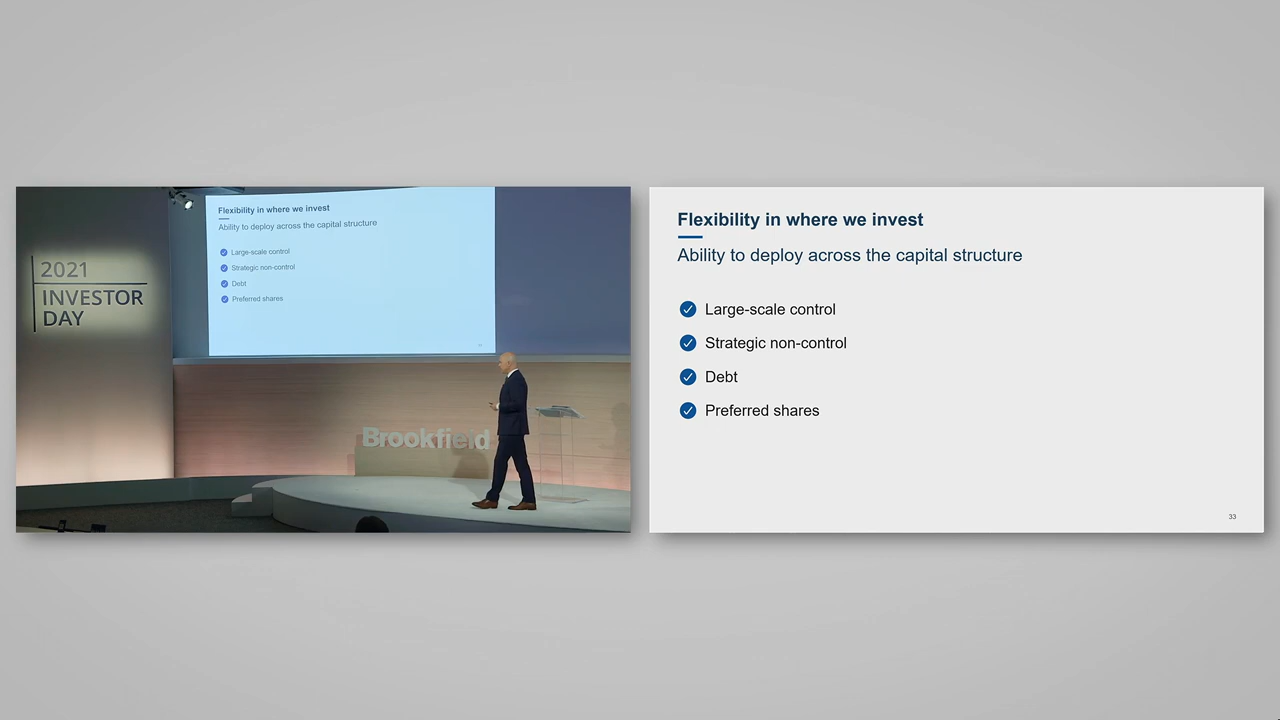 2021
INVESTOR
DAY
Flexibility in where we invest
Ability to deploy across the capital structure
Large-scale control
Strategic non-control
Debt
Preferred shares
Brookfield
Flexibility in where we invest
Ability to deploy across the capital structure
Large-scale control
Strategic non-control
Debt
Preferred shares
33